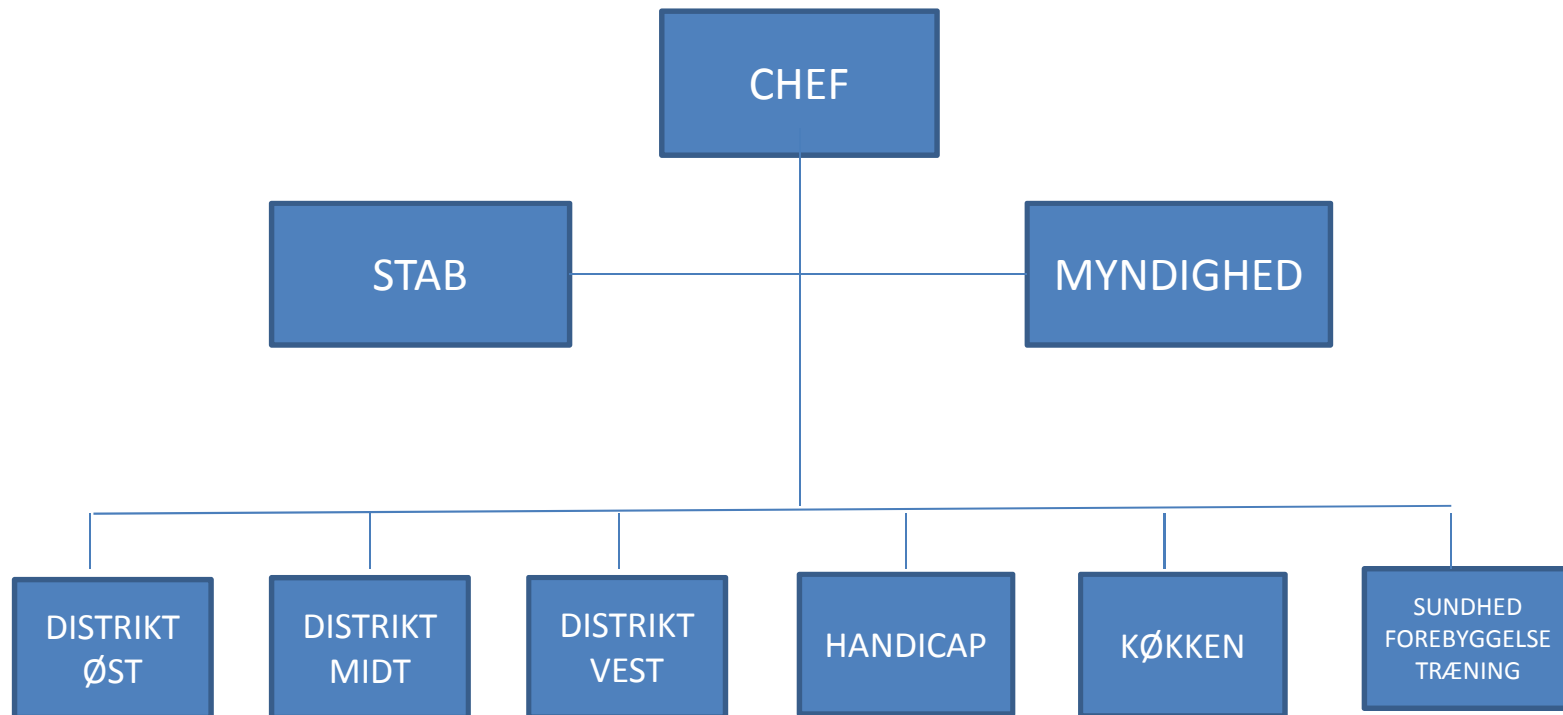 CHEF
STAB
MYNDIGHED
DISTRIKT
ØST
DISTRIKT
MIDT
DISTRIKT
VEST
HANDICAP
KØKKEN
SUNDHED
FOREBYGGELSE
TRÆNING